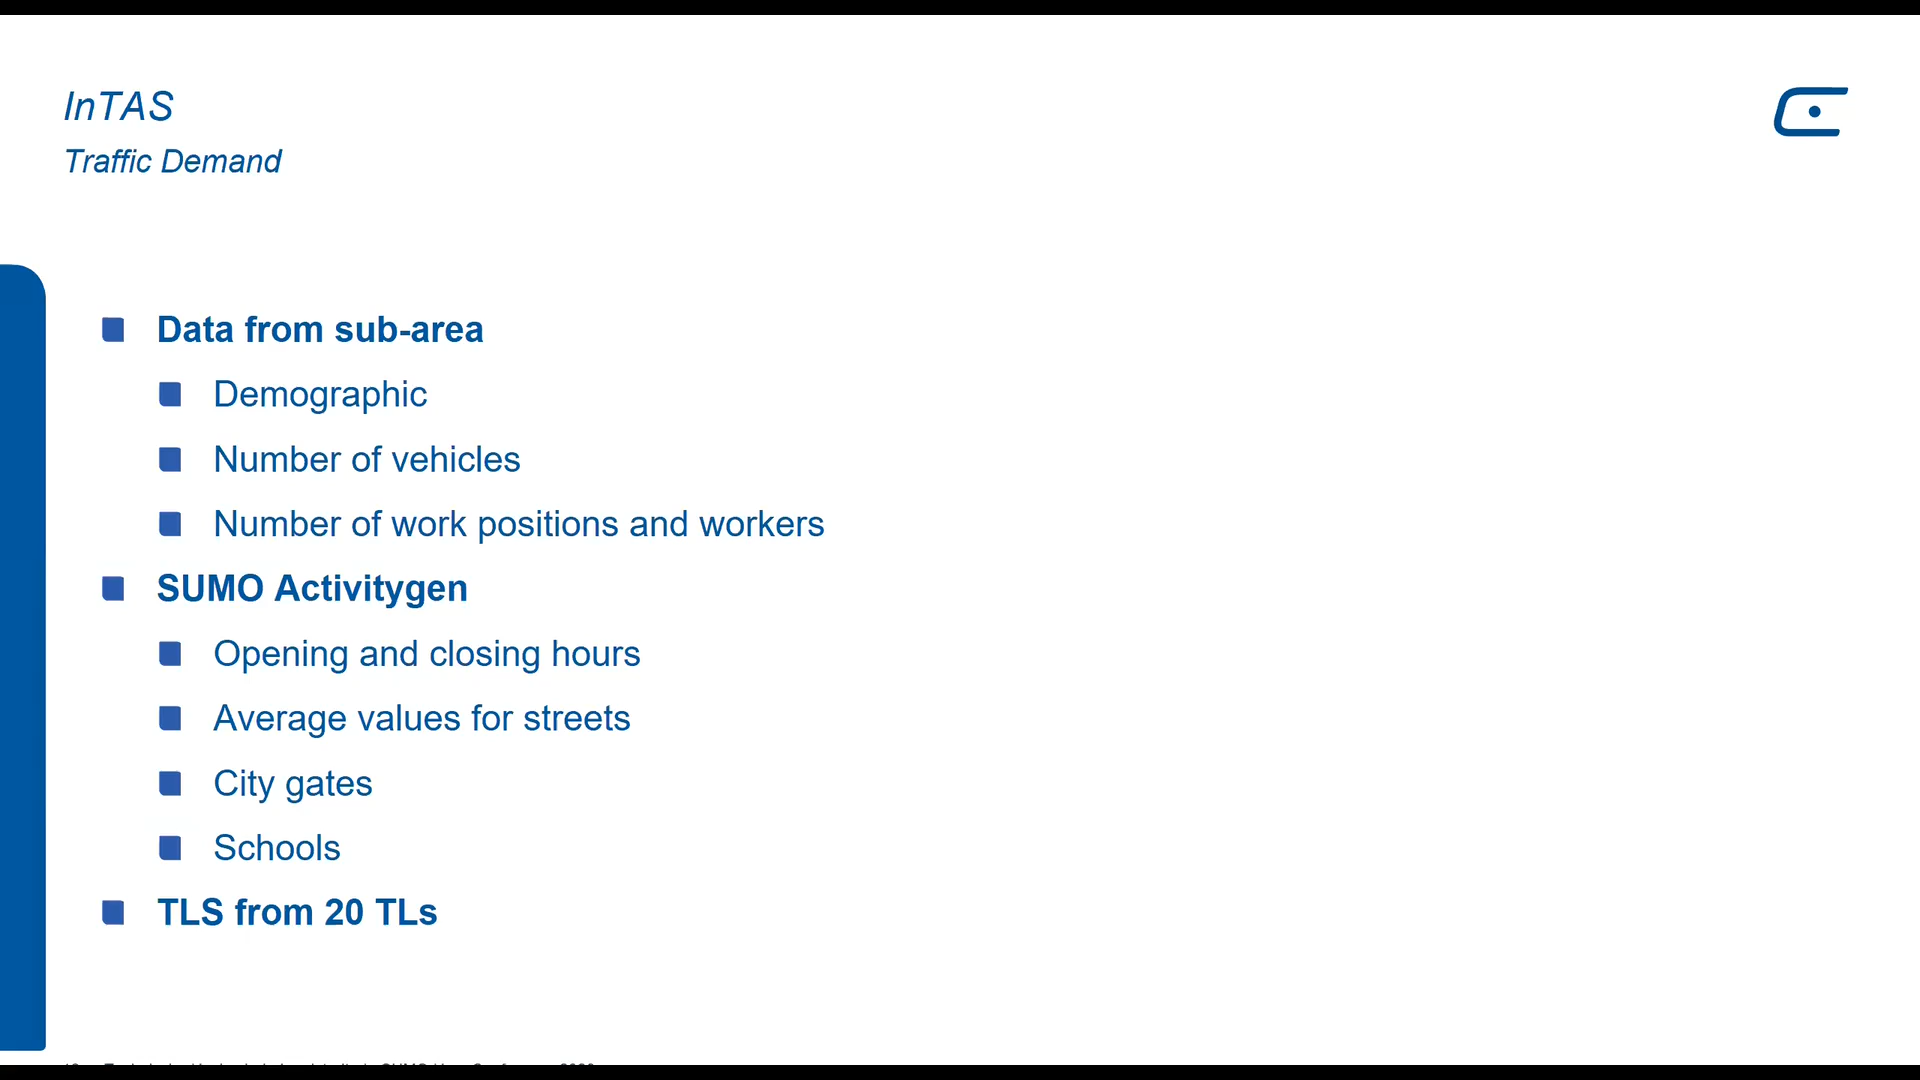 InTAS
Traffic Demand
Data from sub-area
Demographic
Number of vehicles
Number of work positions and workers
SUMO Activitygen
Opening and closing hours
Average values for streets
City gates
Schools
TLS from 20 TLs